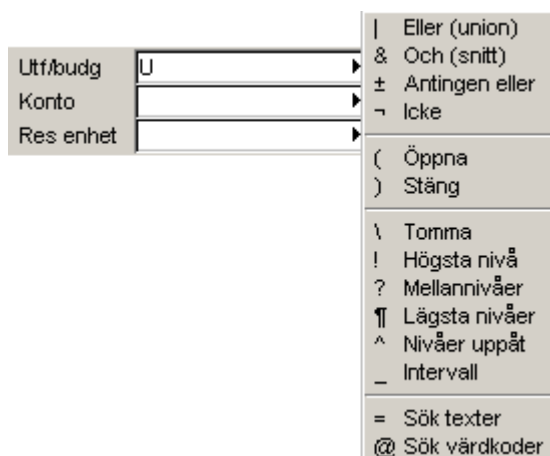 Utf/budg U
Konto
Res enhet
| Eller (union)
& Och (snitt)
± Antingen eller
¬ Icke
( Öppna
) Stäng
\ Tomma
! Högsta nivå
? Mellannivåer
¶ Lägsta nivåer
^ Nivåer uppåt
_ Intervall
= Sök texter
@ Sök värdkoder